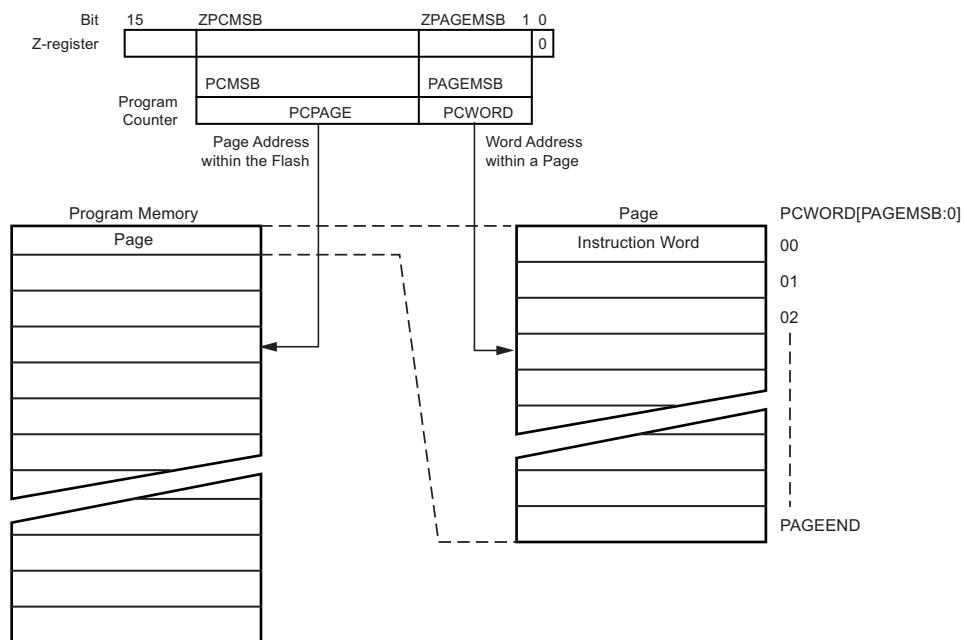 Bit 15 ZPCMSB ZPAGEMSB 1 0
Z-register 0
PCMSB PAGEMSB
Program
Counter
PCPAGE PCWORD
Page Address
within the Flash
Word Address
within a Page
Program Memory
Page
Page
PCWORD[PAGEMSB:0]
Instruction Word
00
01
02
PAGEEND